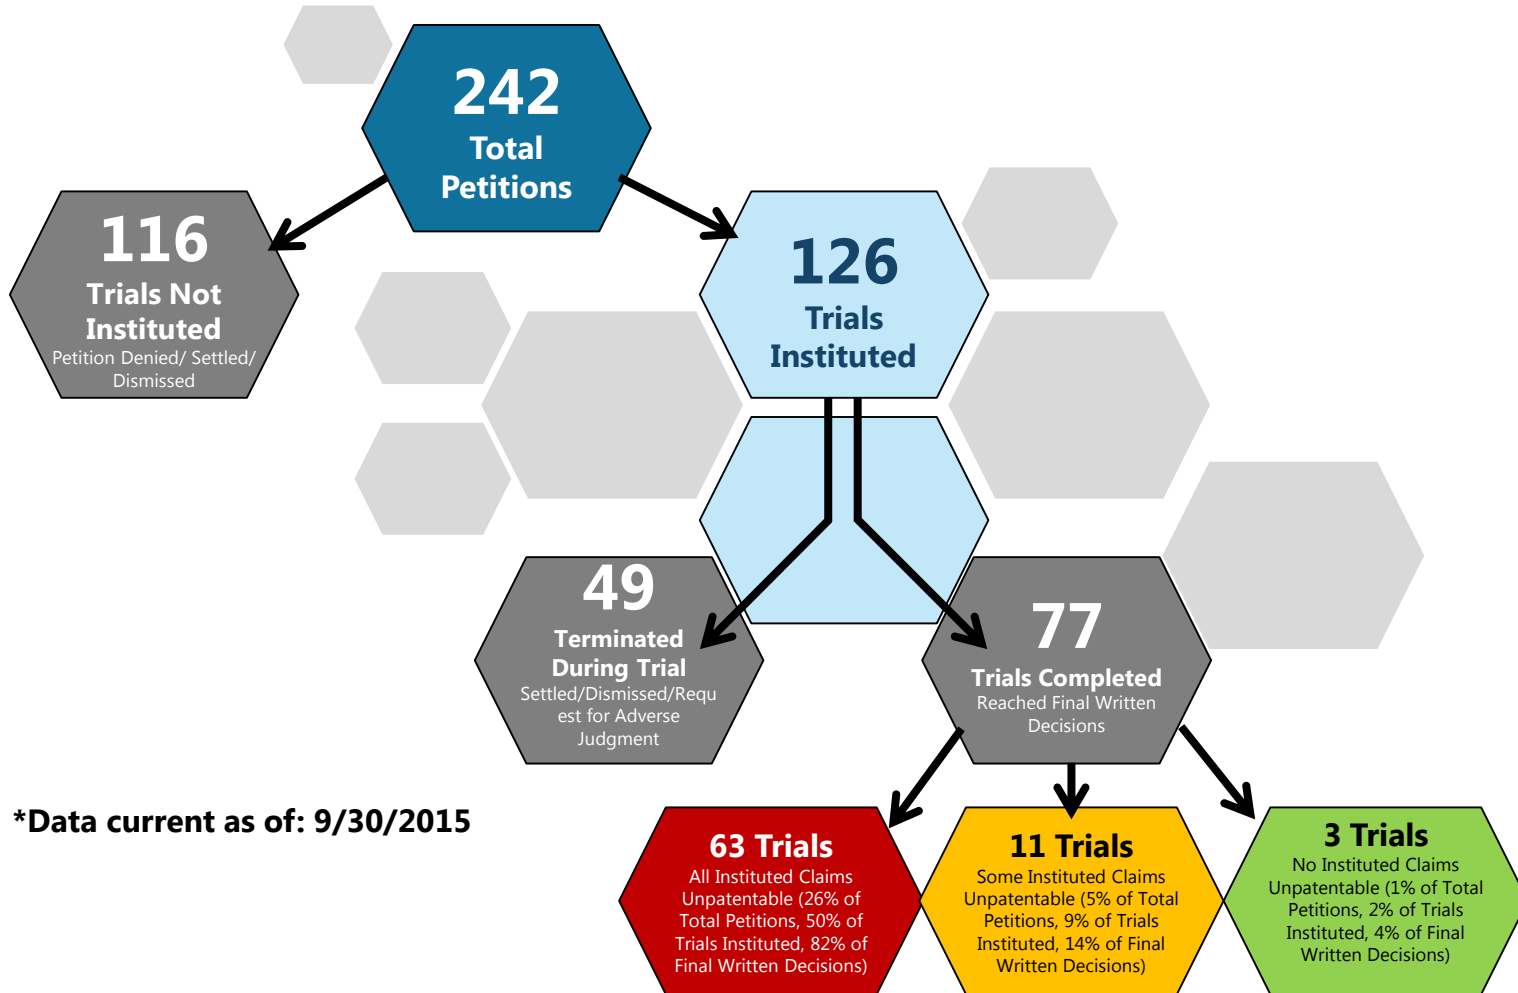 242
Total
Petitions
116
Trials Not
Instituted
Petition Denied/ Settled/
Dismissed
126
Trials
Instituted
49
Terminated
During Trial
Settled/Dismissed/Requ
est for Adverse
Judgment
77
Trials Completed
Reached Final Written
Decisions
*Data current as of: 9/30/2015
63 Trials
All Instituted Claims
Unpatentable (26% of
Total Petitions, 50% of
Trials Instituted, 82% of
Final Written Decisions)
11 Trials
Some Instituted Claims
Unpatentable (5% of Total
Petitions, 9% of Trials
Instituted, 14% of Final
Written Decisions)
3 Trials
No Instituted Claims
Unpatentable (1% of Total
Petitions, 2% of Trials
Instituted, 4% of Final
Written Decisions)